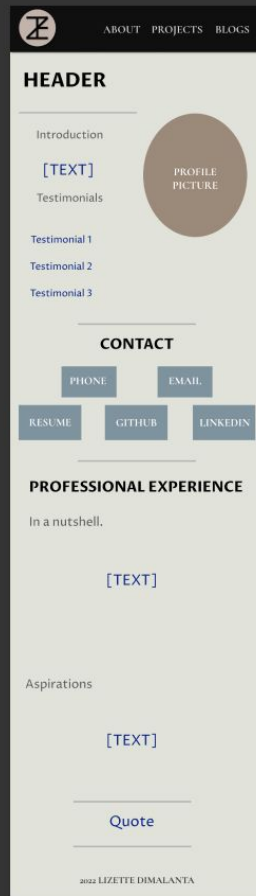 ABOUT PROJECTS BLOGS
HEADER
Introduction
[TEXT]
Testimonials
PROFILE
PICTURE
Testimonial 1
Testimonial 2
Testimonial 3
CONTACT
PHONE EMAIL
RESUME GITHUB LINKEDIN
PROFESSIONAL EXPERIENCE
In a nutshell.
[TEXT]
Aspirations
[TEXT]
Quote
2022 LIZETTE DIMALANTA